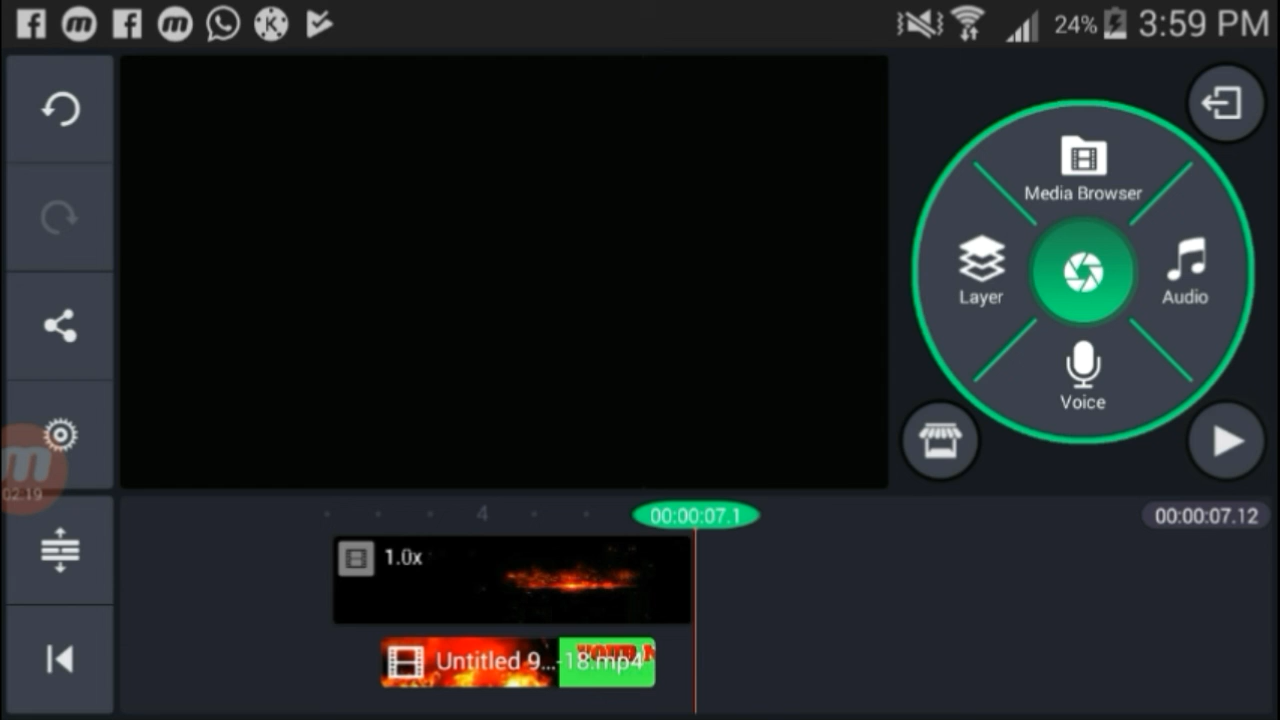 24% 3:59 PM
Media Browser
Layer
Audio
Voice
02:19
4
00:00:07.1
00:00:07.12
1.0x
Untitled 9...-18.mp4